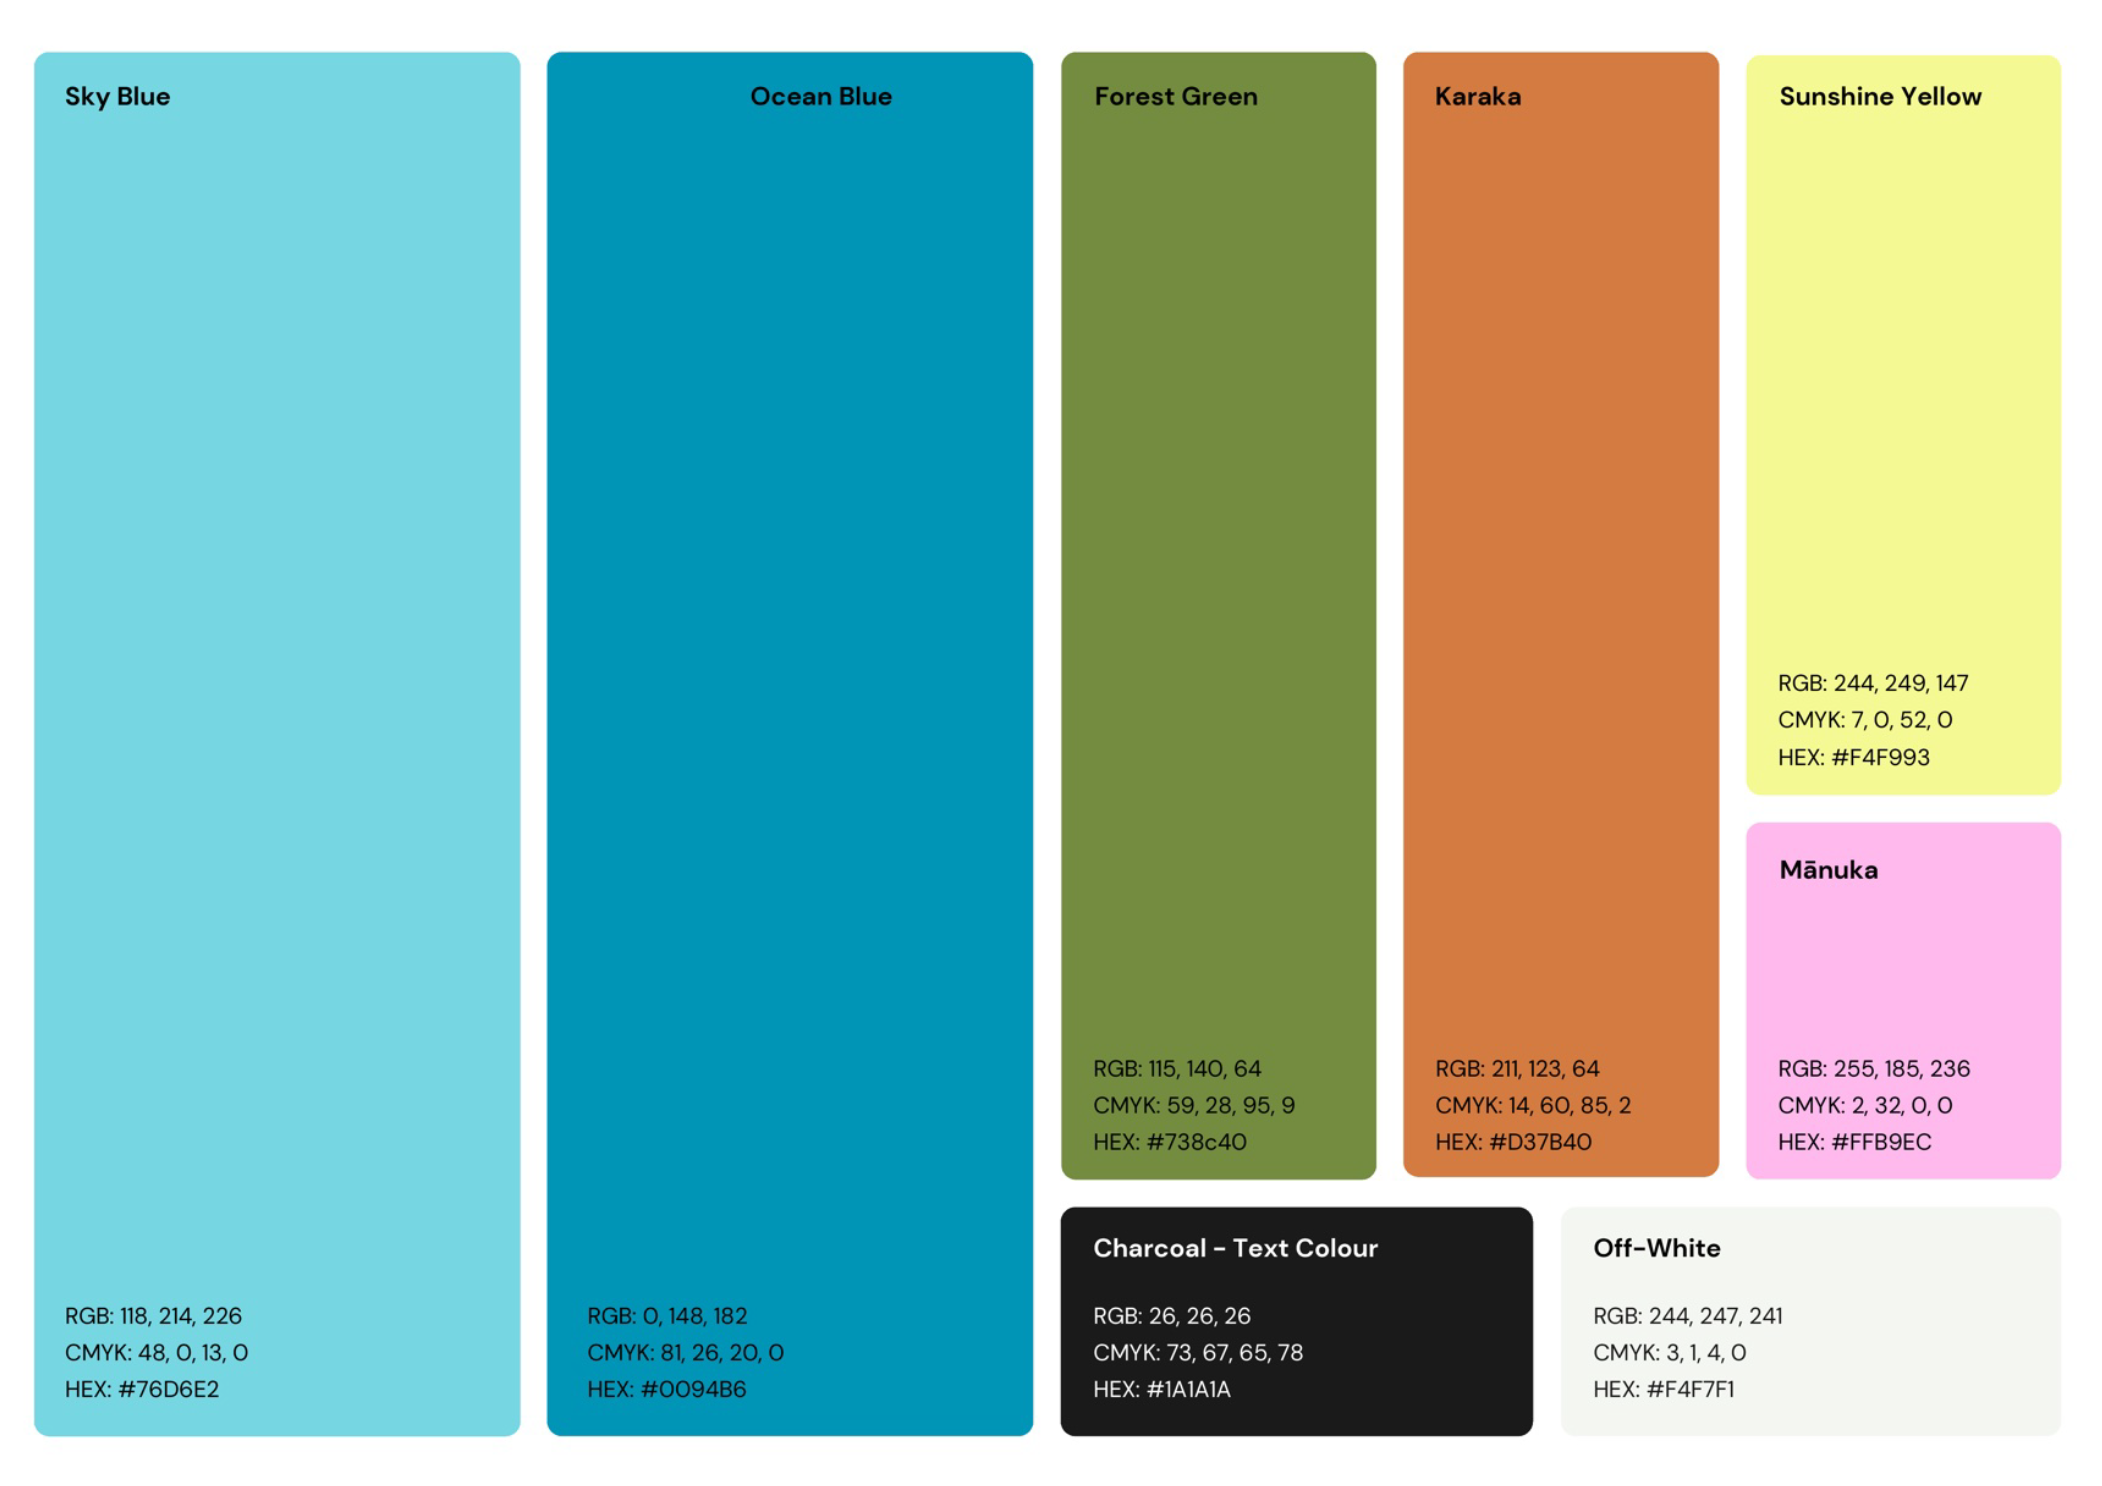 Sky Blue
RGB: 118, 214, 226
CMYK: 48, 0, 13, 0
HEX: #76D6E2
Ocean Blue
RGB: 0, 148, 182
CMYK: 81, 26, 20, 0
HEX: #0094B6
Forest Green
RGB: 115, 140, 64
CMYK: 59, 28, 95, 9
HEX: #738c40
Karaka
RGB: 211, 123, 64
CMYK: 14, 60, 85, 2
HEX: #D37B40
Sunshine Yellow
RGB: 244, 249, 147
CMYK: 7, 0, 52, 0
HEX: #F4F993
Mānuka
RGB: 255, 185, 236
CMYK: 2, 32, 0, 0
HEX: #FFB9EC
Charcoal - Text Colour
RGB: 26, 26, 26
CMYK: 73, 67, 65, 78
HEX: #1A1A1A
Off-White
RGB: 244, 247, 241
CMYK: 3, 1, 4, 0
HEX: #F4F7F1